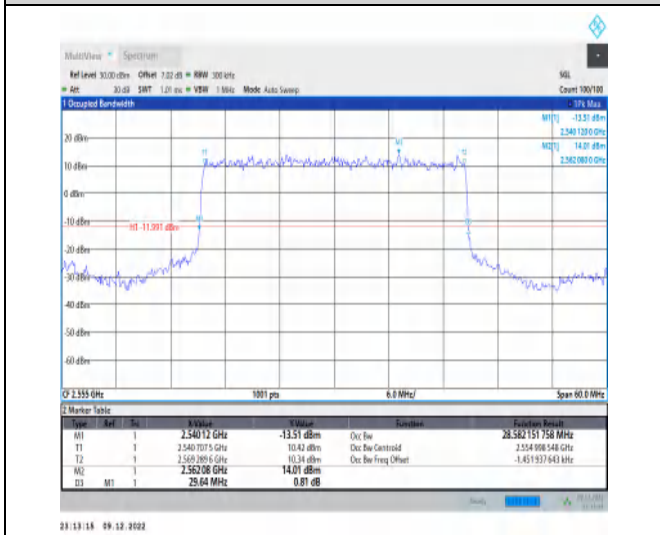 MultiView Spectrum
Ref Level 30.00 dBm Offset 7.02 dB RBW 300 kHz SGL
Att 30 dB SWT 1.01 ms VBW 1 MHz Mode Auto Sweep Count 100/100
1 Occupied Bandwidth 1Pk Max
M1[1] -13.51 dBm
2.5401200 GHz
M2[1] 14.01 dBm
2.5620800 GHz
20 dBm
10 dBm
0 dBm
-10 dBm
H1 -11.991 dBm
-20 dBm
-30 dBm
-40 dBm
-50 dBm
-60 dBm
T1
M2
T2
M1
CF 2.555 GHz 1001 pts 6.0 MHz/ Span 60.0 MHz
2 Marker Table
Type Ref Trc X-Value Y-Value Function Function Result
M1 1 2.54012 GHz -13.51 dBm Occ Bw 28.582151758 MHz
T1 1 2.5407075 GHz 10.42 dBm Occ Bw Centroid 2.554998548 GHz
T2 1 2.5692896 GHz 10.34 dBm Occ Bw Freq Offset -1.451937643 kHz
M2 1 2.56208 GHz 14.01 dBm
D3 M1 1 29.64 MHz 0.81 dB
Ready
23:13:15 09.12.2022